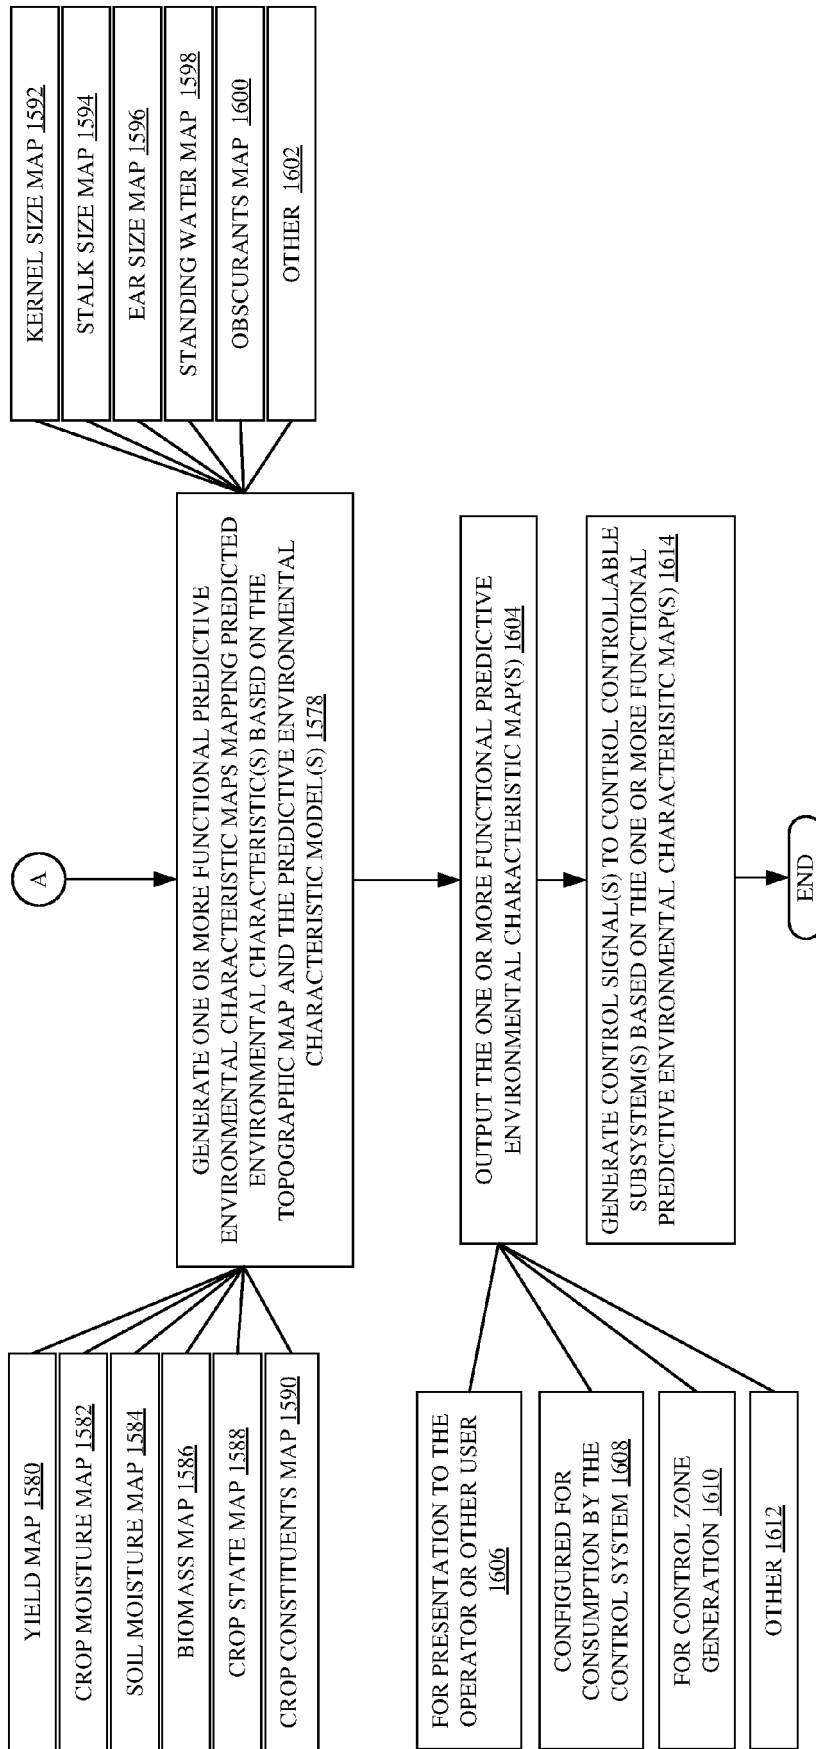 A
GENERATE ONE OR MORE FUNCTIONAL PREDICTIVE
ENVIRONMENTAL CHARACTERISTIC MAPS MAPPING PREDICTED
ENVIRONMENTAL CHARACTERISTIC(S) BASED ON THE
TOPOGRAPHIC MAP AND THE PREDICTIVE ENVIRONMENTAL
CHARACTERISTIC MODEL(S) 1578
YIELD MAP 1580
CROP MOISTURE MAP 1582
SOIL MOISTURE MAP 1584
BIOMASS MAP 1586
CROP STATE MAP 1588
CROP CONSTITUENTS MAP 1590
KERNEL SIZE MAP 1592
STALK SIZE MAP 1594
EAR SIZE MAP 1596
STANDING WATER MAP 1598
OBSCURANTS MAP 1600
OTHER 1602
OUTPUT THE ONE OR MORE FUNCTIONAL PREDICTIVE
ENVIRONMENTAL CHARACTERISTIC MAP(S) 1604
FOR PRESENTATION TO THE
OPERATOR OR OTHER USER
1606
CONFIGURED FOR
CONSUMPTION BY THE
CONTROL SYSTEM 1608
FOR CONTROL ZONE
GENERATION 1610
OTHER 1612
GENERATE CONTROL SIGNAL(S) TO CONTROL CONTROLLABLE
SUBSYSTEM(S) BASED ON THE ONE OR MORE FUNCTIONAL
PREDICTIVE ENVIRONMENTAL CHARACTERISITC MAP(S) 1614
END